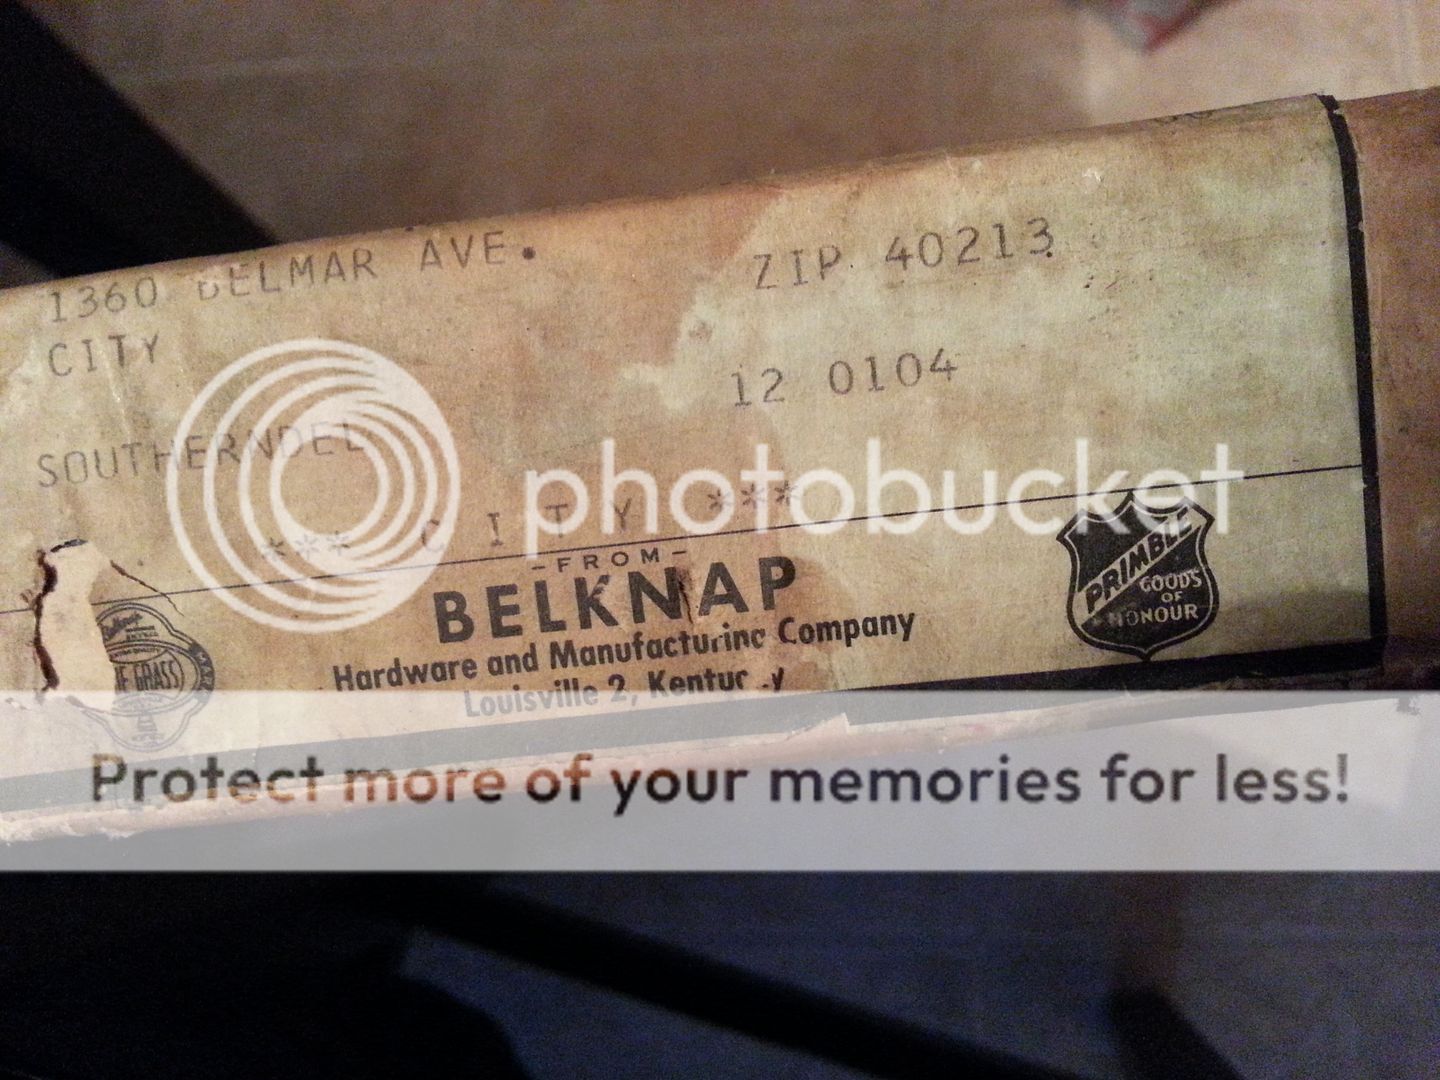 1360 BELMAR AVE. ZIP 40213
CITY 12 0104
SOUTHERNDEL
*** C I T Y ***
-FROM-
BELKNAP
Hardware and Manufacturing Company
Louisville 2, Kentucky
PRIMBLE
GOODS
OF
HONOUR
GRASS
photobucket
Protect more of your memories for less!